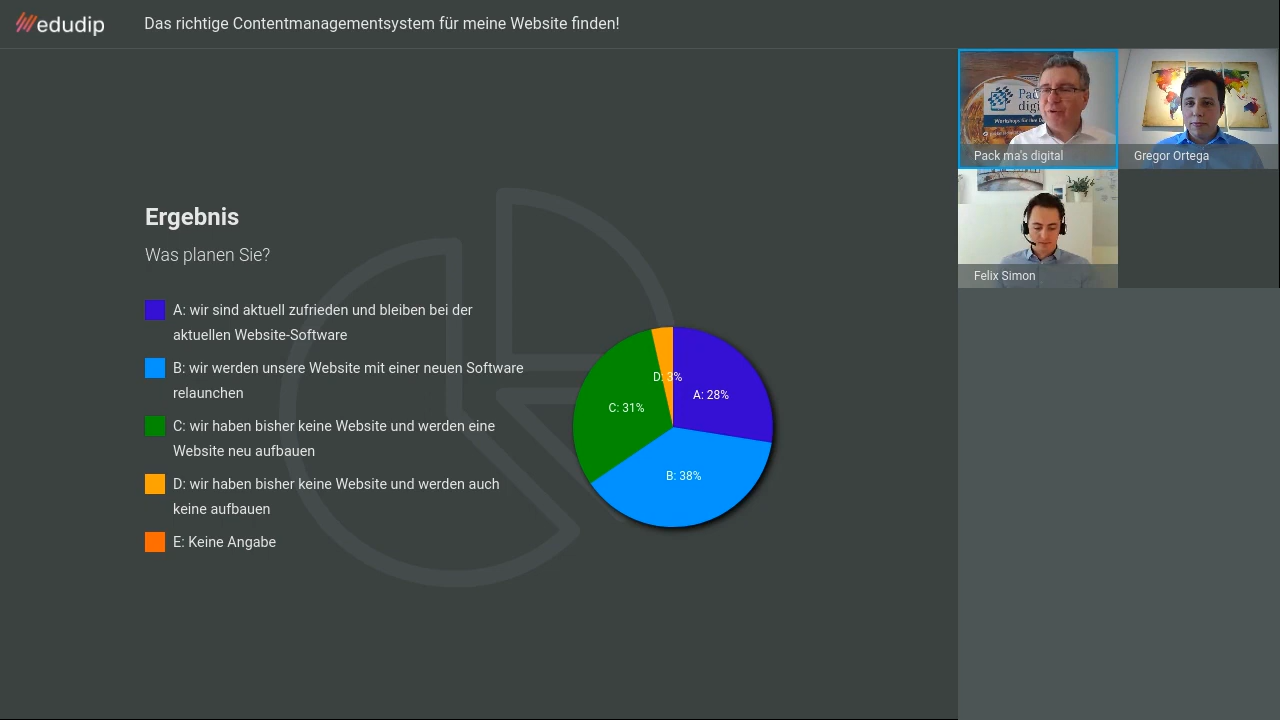 edudip
Das richtige Contentmanagementsystem für meine Website finden!
Pack ma's digital
Gregor Ortega
Felix Simon
Ergebnis
Was planen Sie?
A: wir sind aktuell zufrieden und bleiben bei der
aktuellen Website-Software
B: wir werden unsere Website mit einer neuen Software
relaunchen
C: wir haben bisher keine Website und werden eine
Website neu aufbauen
D: wir haben bisher keine Website und werden auch
keine aufbauen
E: Keine Angabe
D: 3%
A: 28%
C: 31%
B: 38%